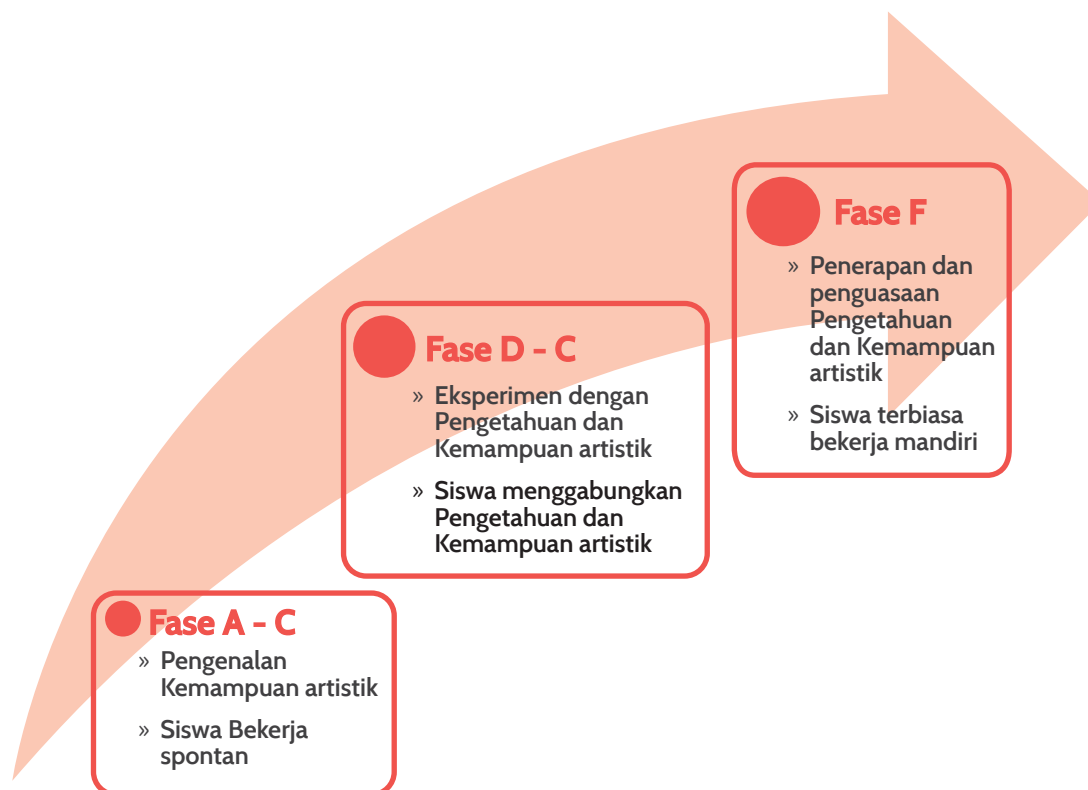 Fase F
» Penerapan dan
penguasaan
Pengetahuan
dan Kemampuan
artistik
» Siswa terbiasa
bekerja mandiri
Fase D - C
» Eksperimen dengan
Pengetahuan dan
Kemampuan artistik
» Siswa menggabungkan
Pengetahuan dan
Kemampuan artistik
Fase A - C
» Pengenalan
Kemampuan artistik
» Siswa Bekerja
spontan